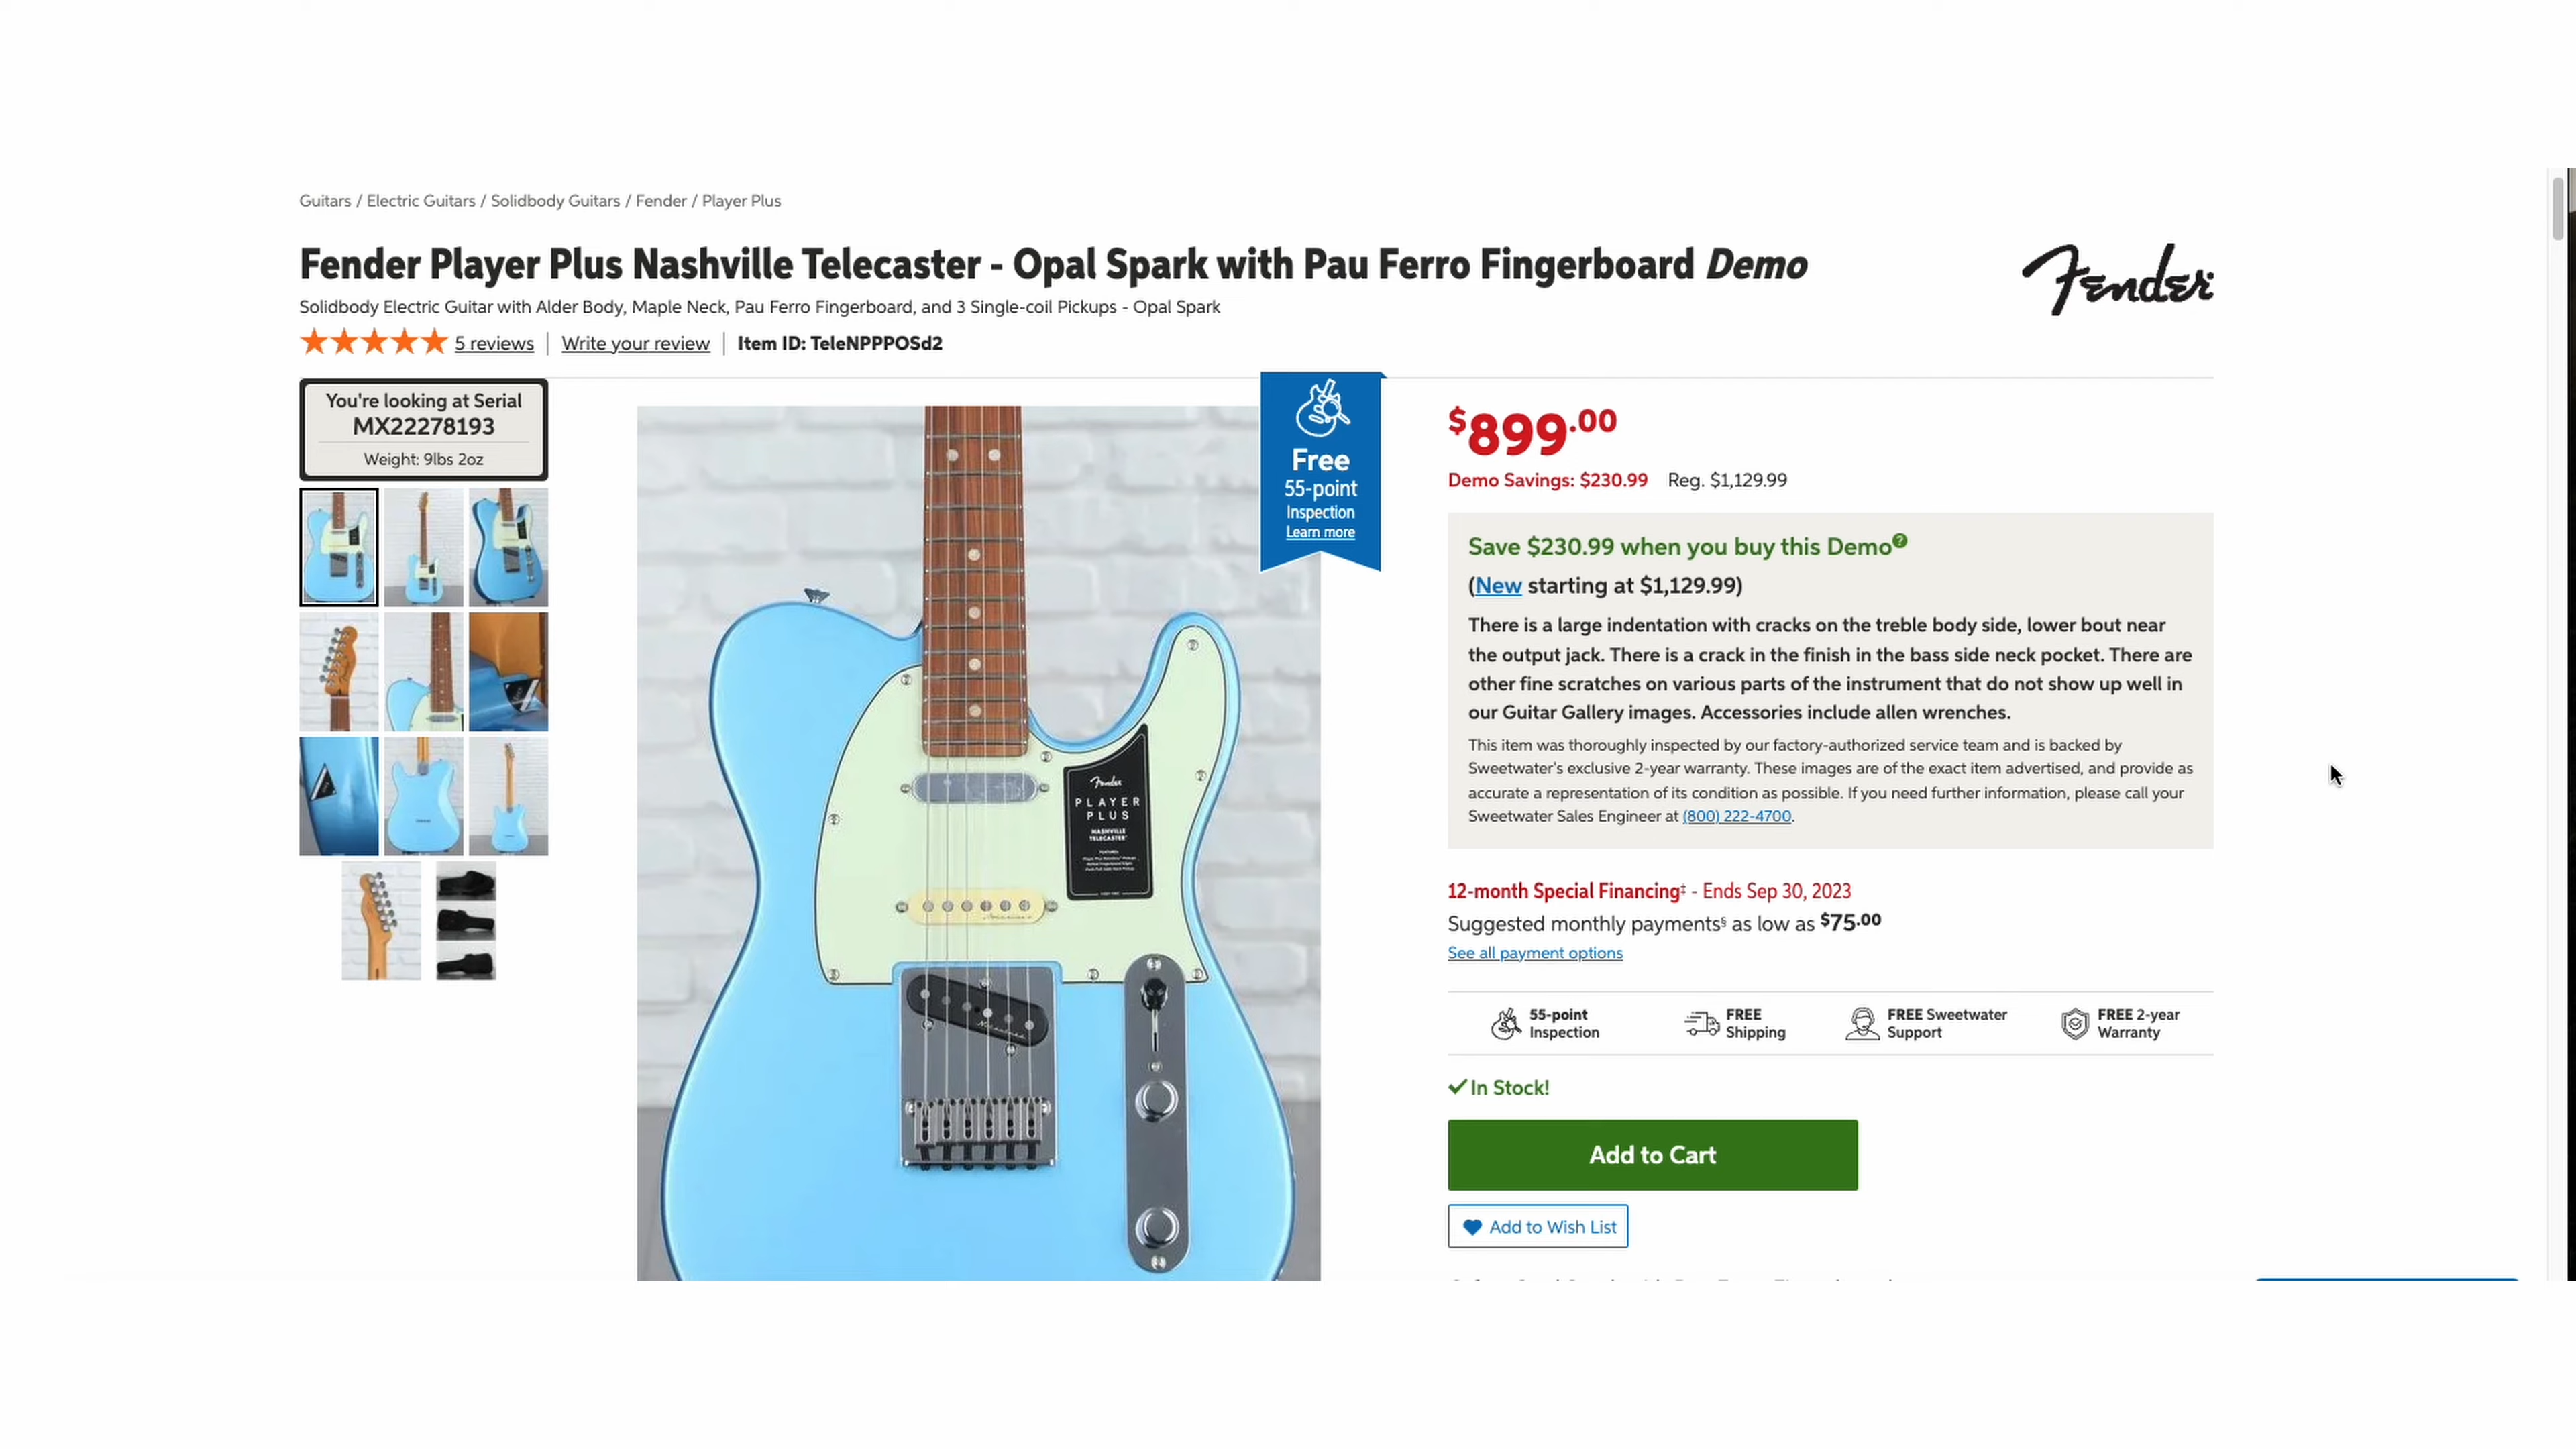 Guitars / Electric Guitars / Solidbody Guitars / Fender / Player Plus
Fender Player Plus Nashville Telecaster - Opal Spark with Pau Ferro Fingerboard Demo
Fender
Solidbody Electric Guitar with Alder Body, Maple Neck, Pau Ferro Fingerboard, and 3 Single-coil Pickups - Opal Spark
5 reviews | Write your review | Item ID: TeleNPPPOSd2
You're looking at Serial
MX22278193
Weight: 9lbs 2oz
Free
55-point
Inspection
Learn more
Fender
PLAYER
PLUS
NASHVILLE
TELECASTER
$899.00
Demo Savings: $230.99 Reg. $1,129.99
Save $230.99 when you buy this Demo?
(New starting at $1,129.99)
There is a large indentation with cracks on the treble body side, lower bout near
the output jack. There is a crack in the finish in the bass side neck pocket. There are
other fine scratches on various parts of the instrument that do not show up well in
our Guitar Gallery images. Accessories include allen wrenches.
This item was thoroughly inspected by our factory-authorized service team and is backed by
Sweetwater's exclusive 2-year warranty. These images are of the exact item advertised, and provide as
accurate a representation of its condition as possible. If you need further information, please call your
Sweetwater Sales Engineer at (800) 222-4700.
12-month Special Financing‡ - Ends Sep 30, 2023
Suggested monthly payments§ as low as $75.00
See all payment options
55-point
Inspection
FREE
Shipping
FREE Sweetwater
Support
FREE 2-year
Warranty
In Stock!
Add to Cart
Add to Wish List